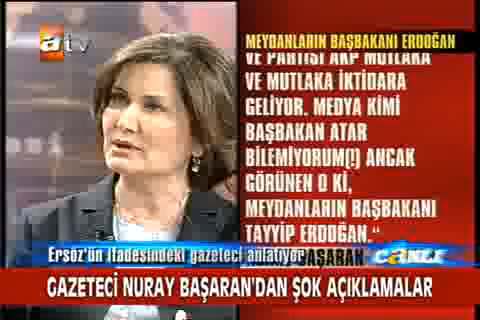 atv
MEYDANLARIN BAŞBAKANI ERDOĞAN
VE PARTİSİ AKP MUTLAKA
VE MUTLAKA İKTİDARA
GELİYOR. MEDYA KİMİ
BAŞBAKAN ATAR
BİLEMİYORUM(!) ANCAK
GÖRÜNEN O Kİ,
MEYDANLARIN BAŞBAKANI
TAYYİP ERDOĞAN.“
BAŞARAN
Ersöz'ün ifadesindeki gazeteci anlatıyor
CANLI
GAZETECİ NURAY BAŞARAN'DAN ŞOK AÇIKLAMALAR